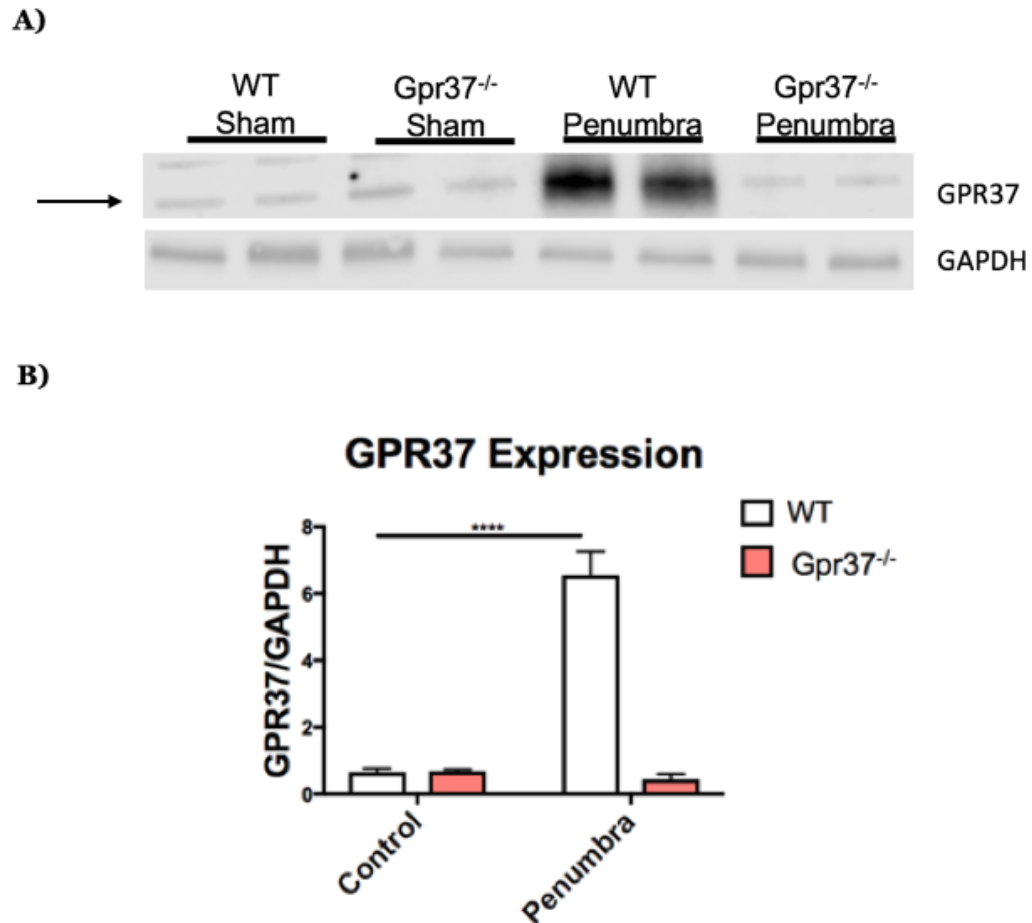 A)
WT Gpr37-/- WT Gpr37-/-
Sham Sham Penumbra Penumbra
GPR37
GAPDH
B)
GPR37 Expression
WT
Gpr37-/-
****
GPR37/GAPDH
8
6
4
2
0
Control
Penumbra